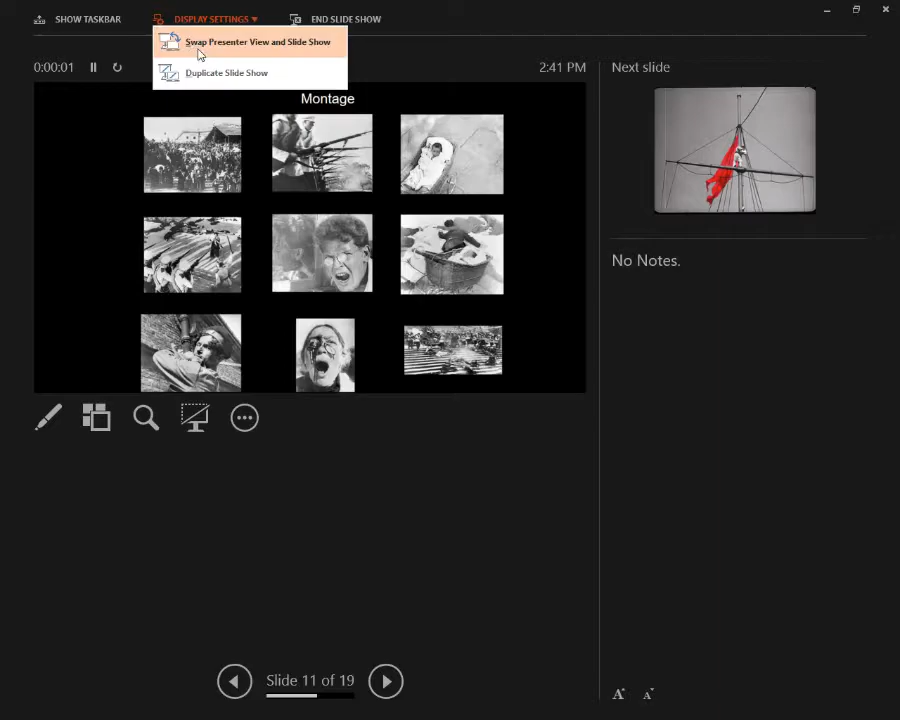 SHOW TASKBAR DISPLAY SETTINGS ▼ END SLIDE SHOW
Swap Presenter View and Slide Show
Duplicate Slide Show
0:00:01 2:41 PM
Montage
Next slide
No Notes.
Slide 11 of 19
A A